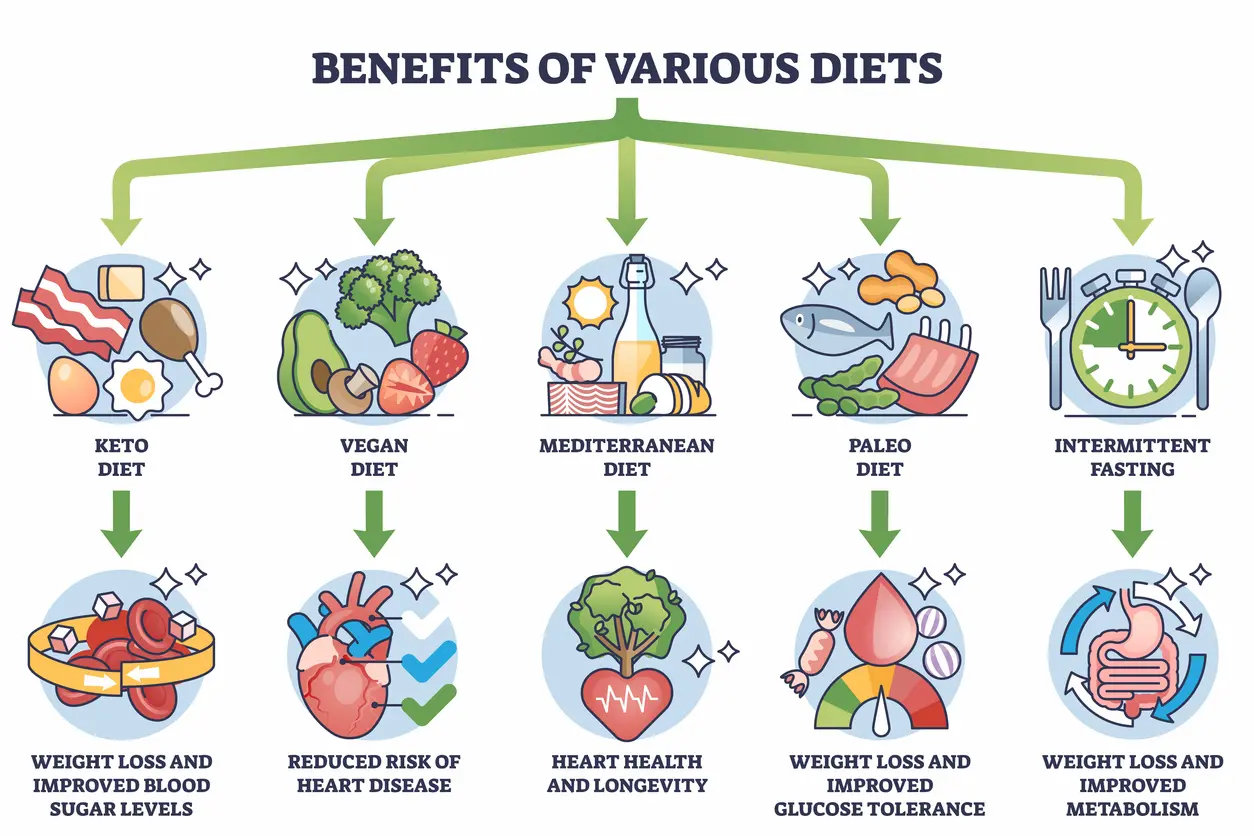 BENEFITS OF VARIOUS DIETS
KETO
DIET
VEGAN
DIET
MEDITERRANEAN
DIET
PALEO
DIET
INTERMITTENT
FASTING
WEIGHT LOSS AND
IMPROVED BLOOD
SUGAR LEVELS
REDUCED RISK OF
HEART DISEASE
HEART HEALTH
AND LONGEVITY
WEIGHT LOSS AND
IMPROVED
GLUCOSE TOLERANCE
WEIGHT LOSS AND
IMPROVED
METABOLISM